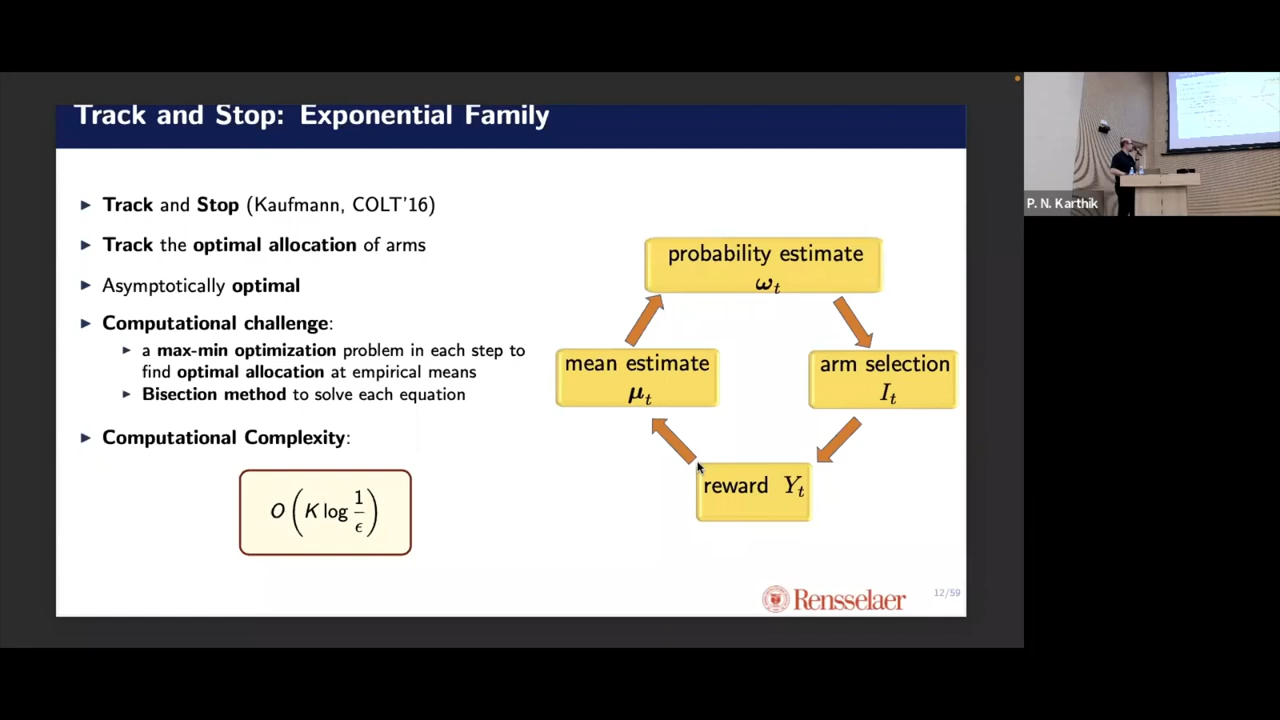 Track and Stop: Exponential Family
▶ Track and Stop (Kaufmann, COLT'16)
▶ Track the optimal allocation of arms
▶ Asymptotically optimal
▶ Computational challenge:
▶ a max-min optimization problem in each step to
find optimal allocation at empirical means
▶ Bisection method to solve each equation
▶ Computational Complexity:
O(K log 1/ϵ)
probability estimate
ω_t
mean estimate
μ_t
arm selection
I_t
reward Y_t
Rensselaer
12/59
P. N. Karthik